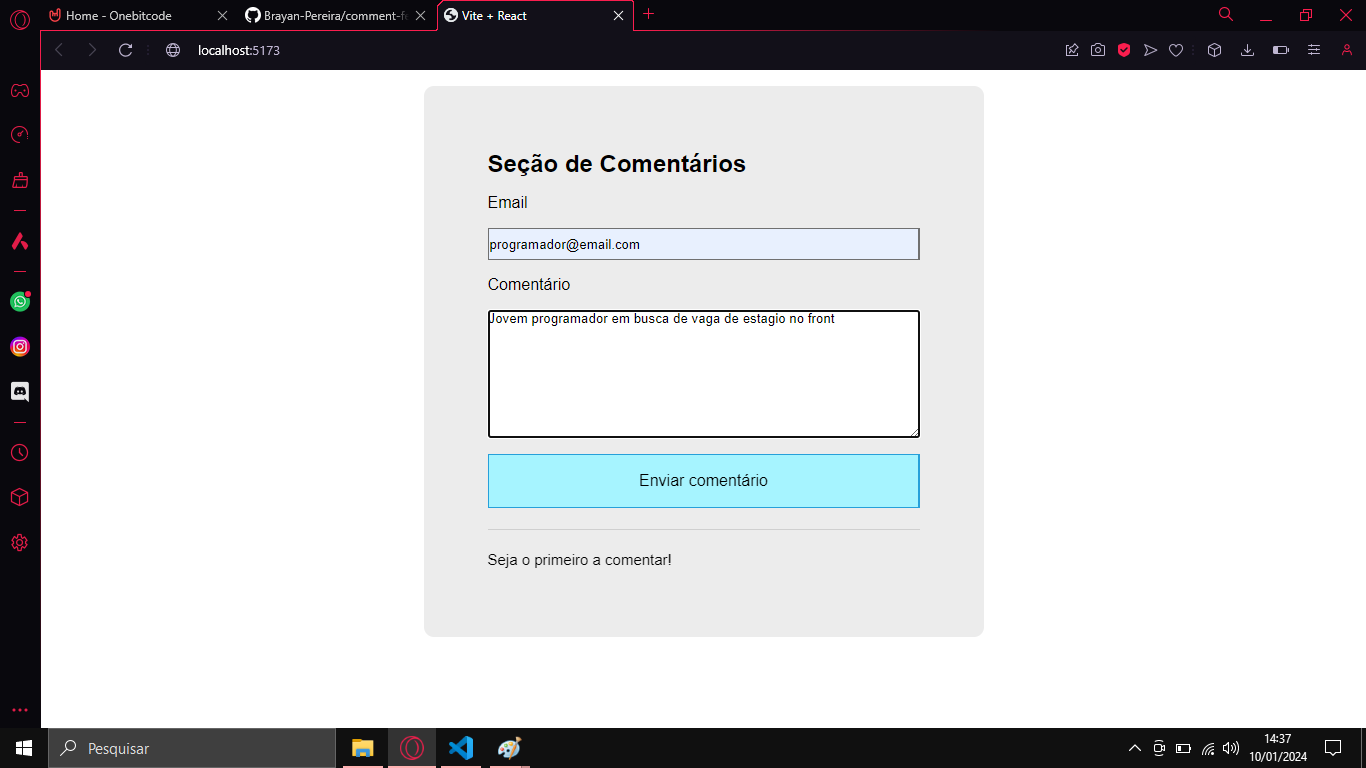 Home - Onebitcode
Brayan-Pereira/comment-fe
Vite + React
localhost:5173
Seção de Comentários
Email
programador@email.com
Comentário
Jovem programador em busca de vaga de estagio no front
Enviar comentário
Seja o primeiro a comentar!
Pesquisar
14:37
10/01/2024